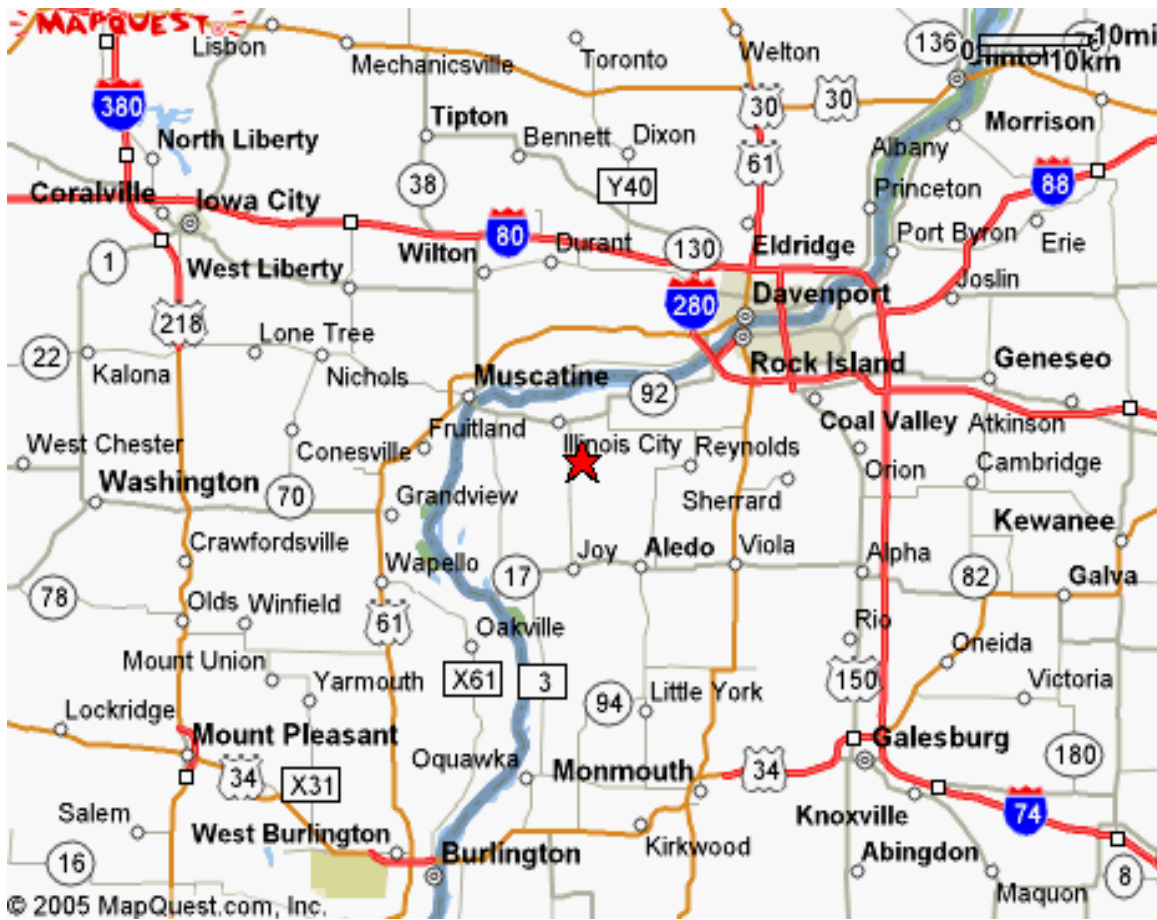 MAPQUEST
Lisbon
Mechanicsville
Toronto
Welton
136
10mi
0
10km
380
30
30
Tipton
Bennett
Dixon
Morrison
North Liberty
61
Albany
38
Y40
88
Coralville
Iowa City
Princeton
80
Durant
130
Eldridge
Port Byron
Erie
1
Wilton
West Liberty
280
Davenport
Joslin
218
Lone Tree
22
Kalona
Nichols
Muscatine
92
Rock Island
Geneseo
Fruitland
Illinois City
Coal Valley
Atkinson
West Chester
Conesville
Reynolds
Orion
Cambridge
Washington
70
Grandview
Sherrard
Kewanee
Crawfordsville
Wapello
17
Joy
Aledo
Viola
Alpha
82
Galva
78
Olds
Winfield
61
Oakville
Rio
Oneida
Mount Union
Yarmouth
X61
3
94
Little York
150
Victoria
Lockridge
Mount Pleasant
Oquawka
Monmouth
34
Galesburg
180
34
X31
Salem
West Burlington
Kirkwood
Knoxville
74
16
Burlington
Abingdon
Maquon
8
© 2005 MapQuest.com, Inc.